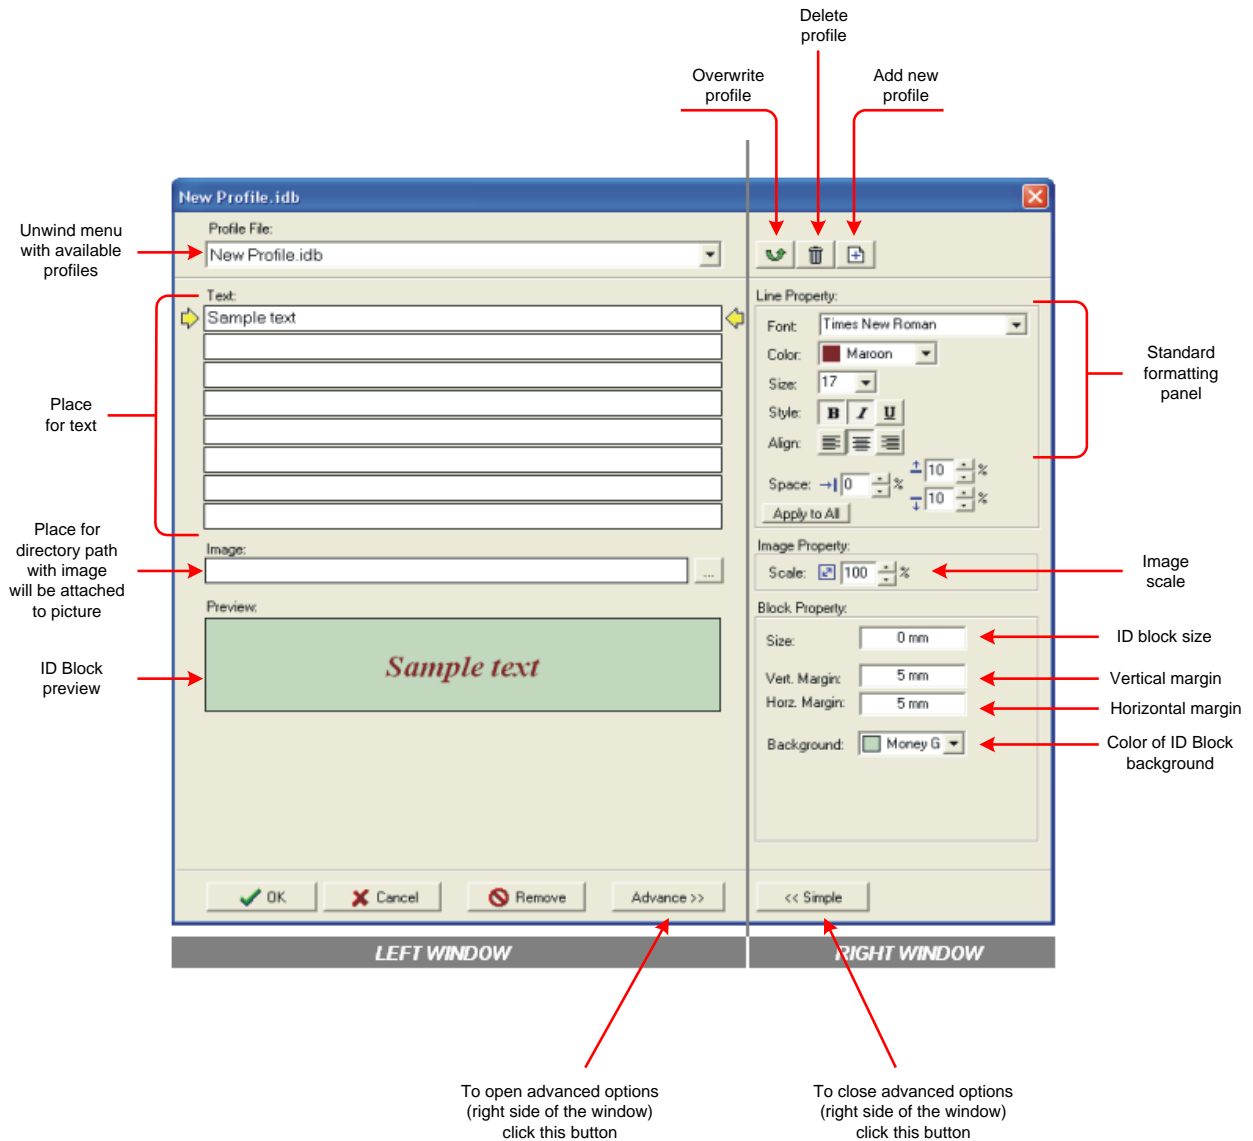 Delete
profile
Overwrite
profile
Add new
profile
New Profile.idb
Unwind menu
with available
profiles
Profile File:
New Profile.idb
Text:
Sample text
Place
for text
Line Property:
Font:
Times New Roman
Color:
Maroon
Size:
17
Style:
B I U
Align:
Space:
0 %
10 %
10 %
Apply to All
Standard
formatting
panel
Place for
directory path
with image
will be attached
to picture
Image:
...
Image Property:
Scale:
100 %
Image
scale
Preview:
Sample text
ID Block
preview
Block Property:
Size:
0 mm
ID block size
Vert. Margin:
5 mm
Vertical margin
Horz. Margin:
5 mm
Horizontal margin
Background:
Money G
Color of ID Block
background
OK
Cancel
Remove
Advance >>
<< Simple
LEFT WINDOW
RIGHT WINDOW
To open advanced options
(right side of the window)
click this button
To close advanced options
(right side of the window)
click this button